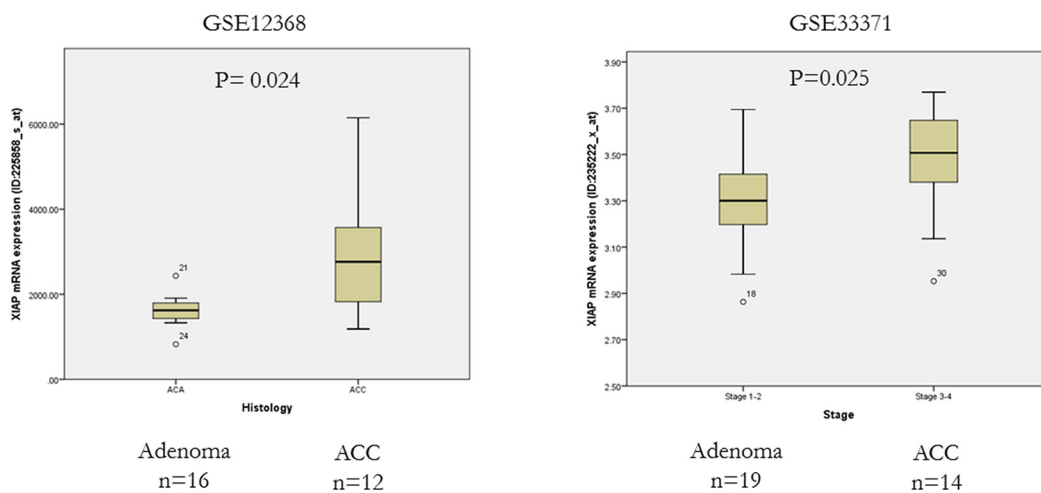 GSE12368
P= 0.024
XIAP mRNA expression (ID:225858_s_at)
6000.00
4000.00
2000.00
.00
21
24
ACA
ACC
Histology
Adenoma
n=16
ACC
n=12
GSE33371
P=0.025
XIAP mRNA expression (ID:235222_x_at)
3.90
3.70
3.50
3.30
3.10
2.90
2.70
2.50
18
30
Stage 1-2
Stage 3-4
Stage
Adenoma
n=19
ACC
n=14